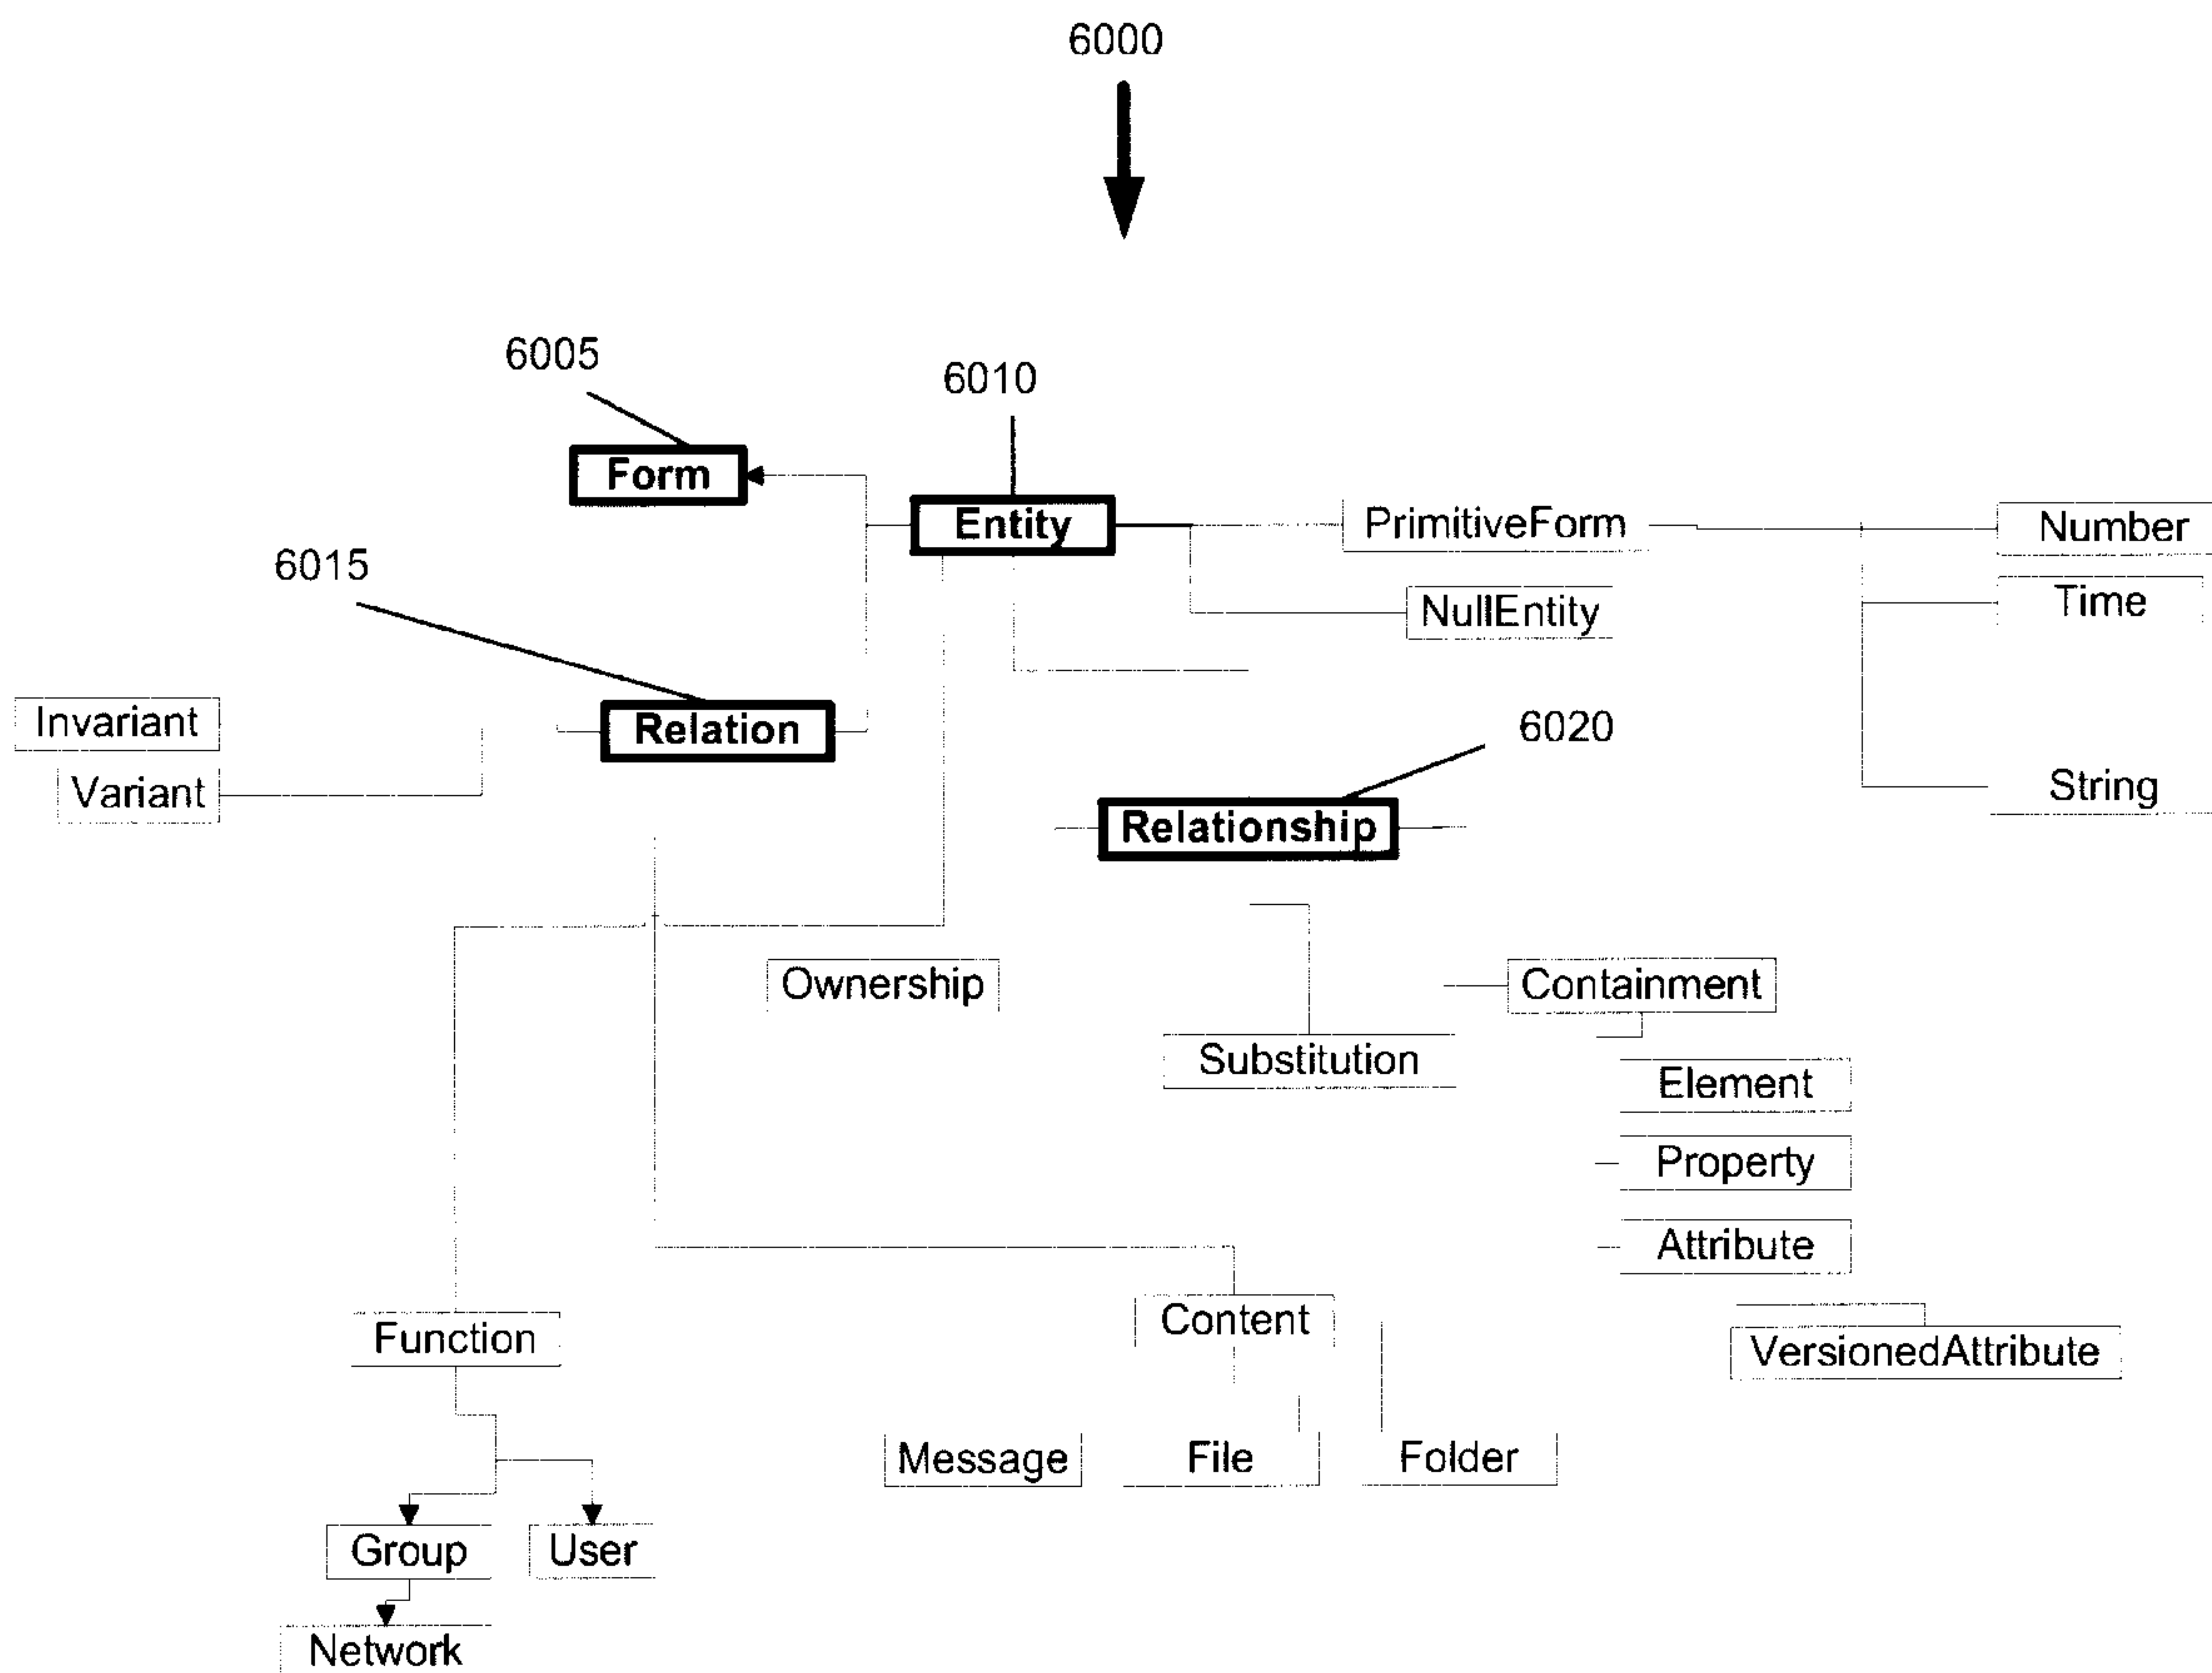 6000
6005
6010
Form
Entity
PrimitiveForm
Number
6015
NullEntity
Time
Invariant
Relation
6020
Variant
String
Relationship
Ownership
Containment
Substitution
Element
Property
Attribute
Function
Content
VersionedAttribute
Message
File
Folder
Group
User
Network